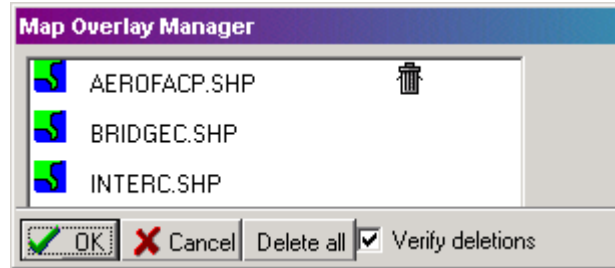 Map Overlay Manager
AEROFACP.SHP
BRIDGEC.SHP
INTERC.SHP
OK Cancel Delete all Verify deletions